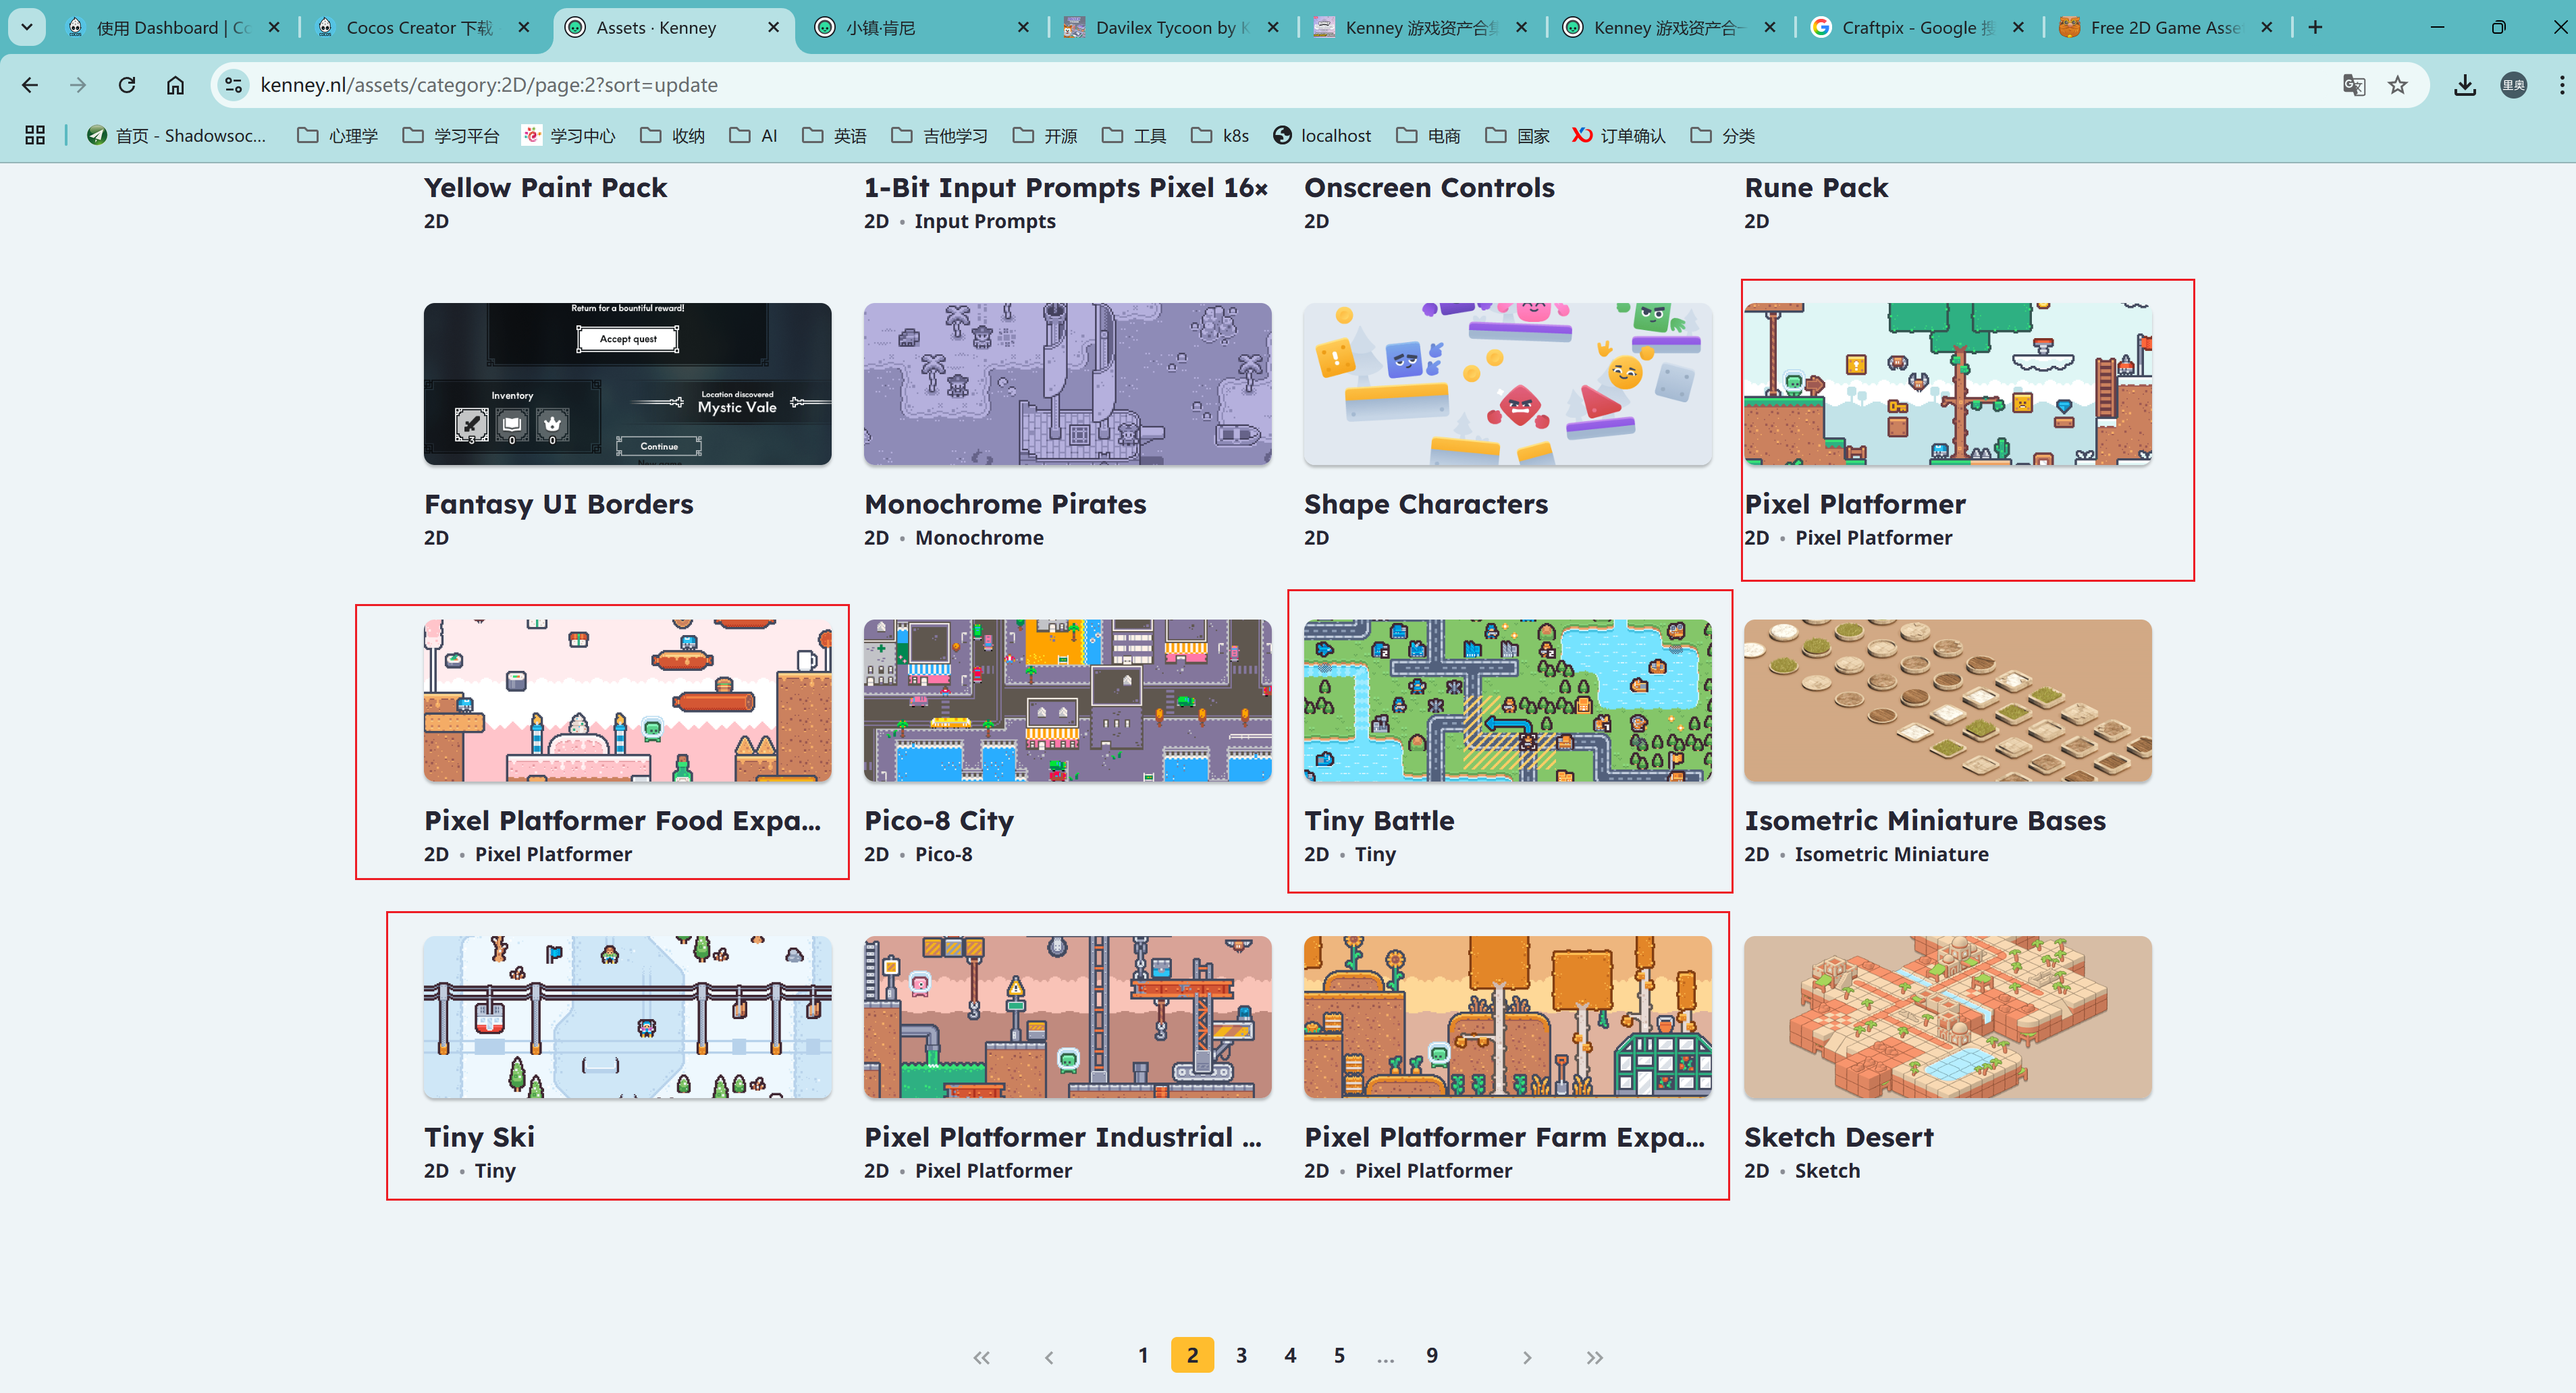 使用 Dashboard | Co
Cocos Creator 下载
Assets · Kenney
小镇·肯尼
Davilex Tycoon by K
Kenney 游戏资产合集
Kenney 游戏资产合一
Craftpix - Google 搜
Free 2D Game Asse
kenney.nl/assets/category:2D/page:2?sort=update
里奥
首页 - Shadowsoc...
心理学
学习平台
学习中心
收纳
AI
英语
吉他学习
开源
工具
k8s
localhost
电商
国家
订单确认
分类
Yellow Paint Pack
2D
1-Bit Input Prompts Pixel 16×
2D • Input Prompts
Onscreen Controls
2D
Rune Pack
2D
Return for a bountiful reward!
Accept quest
Inventory
3 0 0
Location discovered
Mystic Vale
Continue
Fantasy UI Borders
2D
Monochrome Pirates
2D • Monochrome
Shape Characters
2D
Pixel Platformer
2D • Pixel Platformer
Pixel Platformer Food Expa...
2D • Pixel Platformer
Pico-8 City
2D • Pico-8
Tiny Battle
2D • Tiny
Isometric Miniature Bases
2D • Isometric Miniature
Tiny Ski
2D • Tiny
Pixel Platformer Industrial ...
2D • Pixel Platformer
Pixel Platformer Farm Expa...
2D • Pixel Platformer
Sketch Desert
2D • Sketch
« ‹ 1 2 3 4 5 ... 9 › »